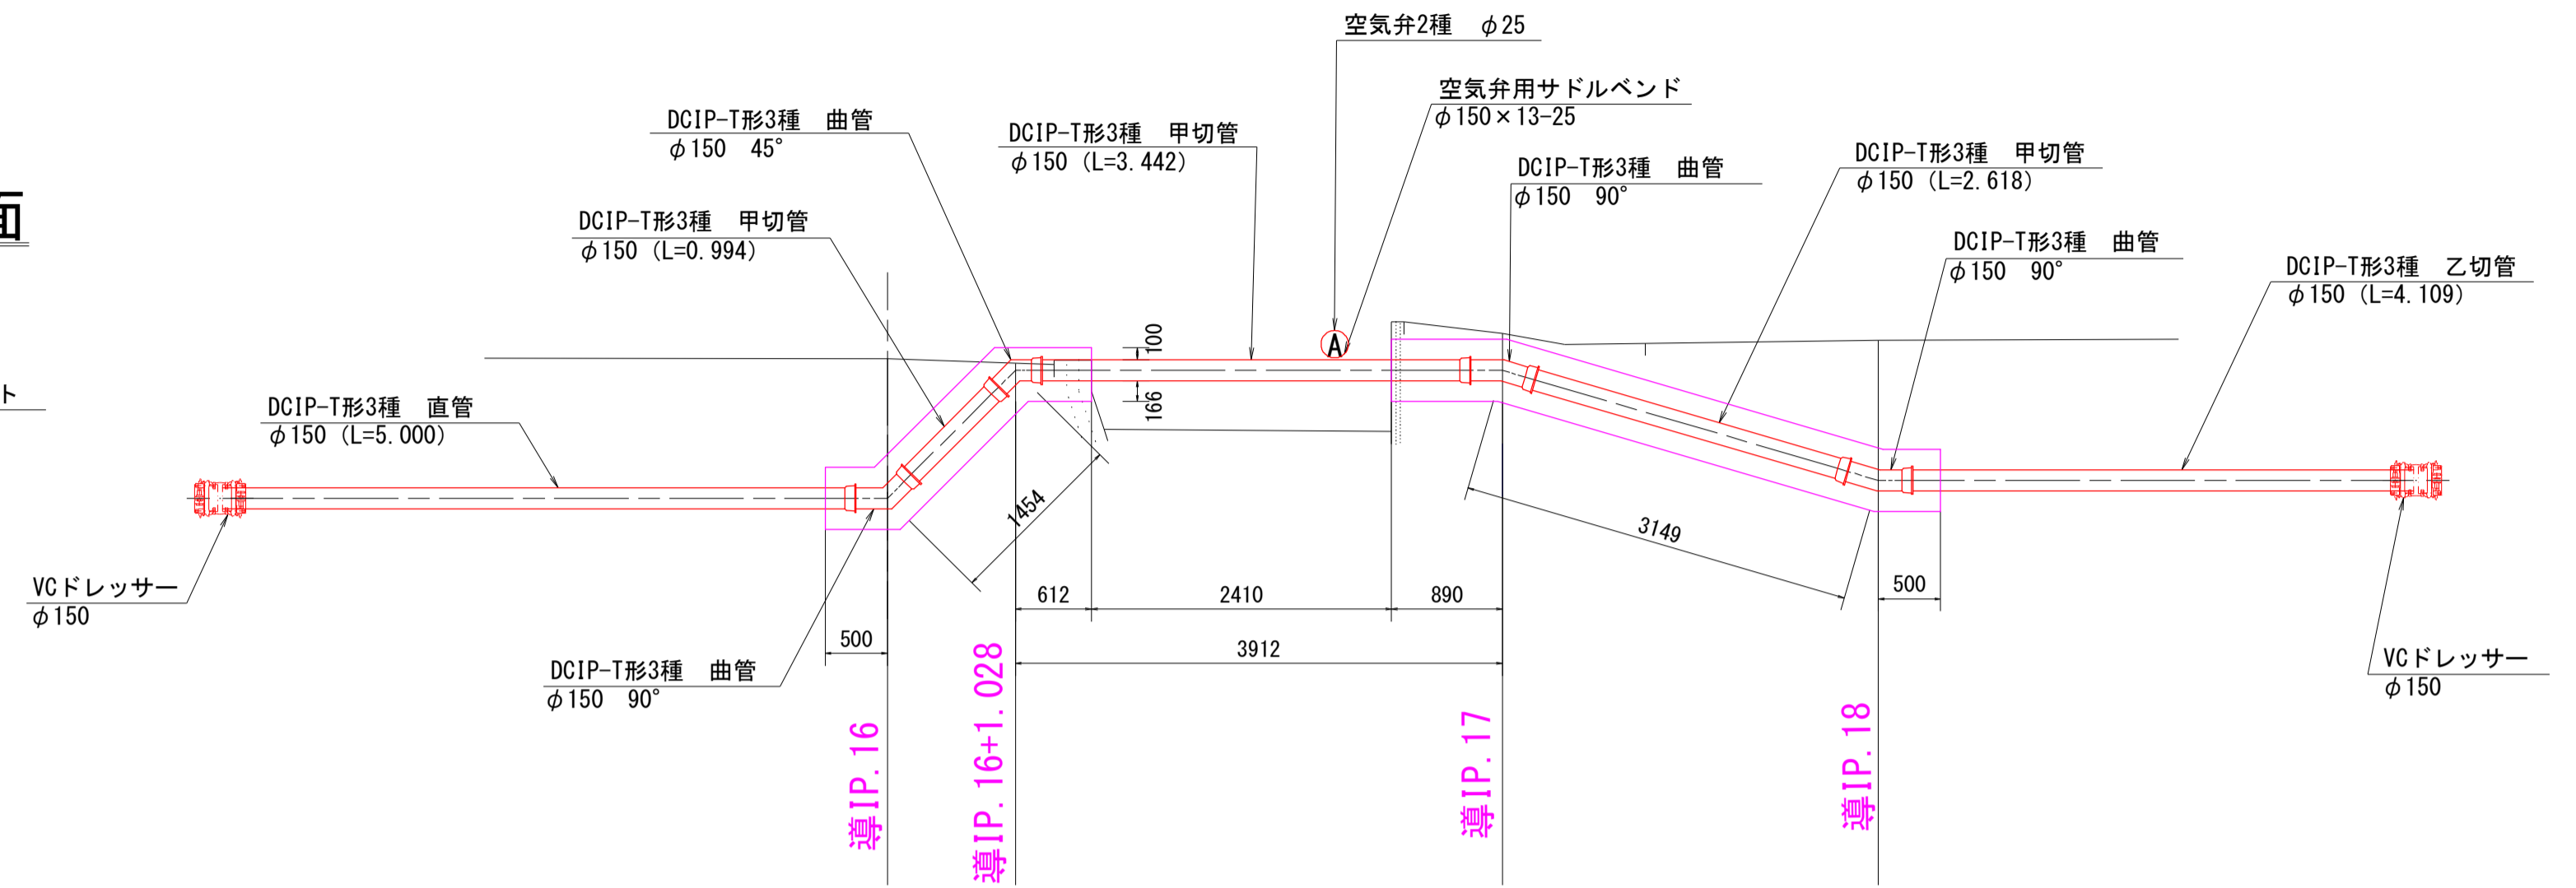 空気弁2種　φ25
空気弁用サドルベンド
φ150×13-25
DCIP-T形3種　曲管
φ150　45°
DCIP-T形3種　甲切管
φ150 (L=3.442)
DCIP-T形3種　曲管
φ150　90°
DCIP-T形3種　甲切管
φ150 (L=2.618)
面
DCIP-T形3種　甲切管
φ150 (L=0.994)
DCIP-T形3種　曲管
φ150　90°
DCIP-T形3種　乙切管
φ150 (L=4.109)
A
100
166
ト
DCIP-T形3種　直管
φ150 (L=5.000)
1454
3149
VCドレッサー
φ150
612
2410
890
500
500
3912
DCIP-T形3種　曲管
φ150　90°
VCドレッサー
φ150
導IP.16
導IP.16+1.028
導IP.17
導IP.18